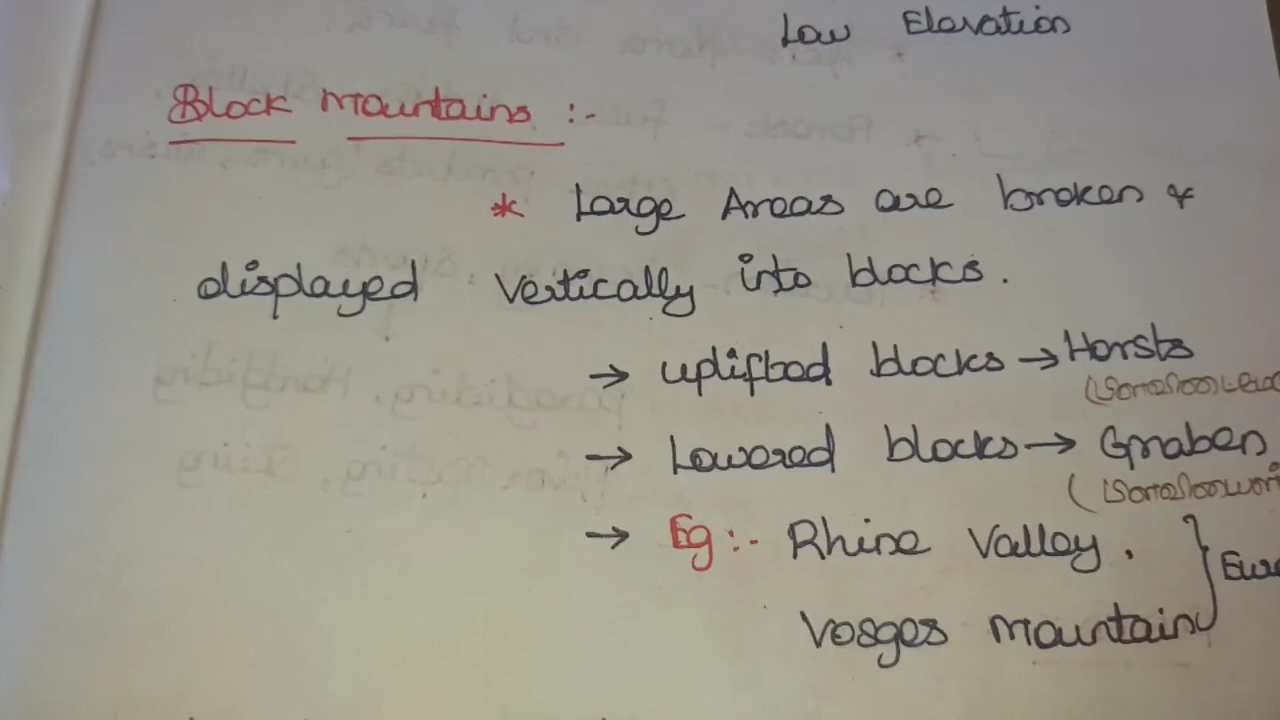 Low Elevation
Block Mountains :-
* Large Areas are broken &
displayed vertically into blocks.
→ uplifted blocks → Horsts
→ Lowered blocks → Graben
→ Eg :- Rhine Valley.
Vosges Mountain